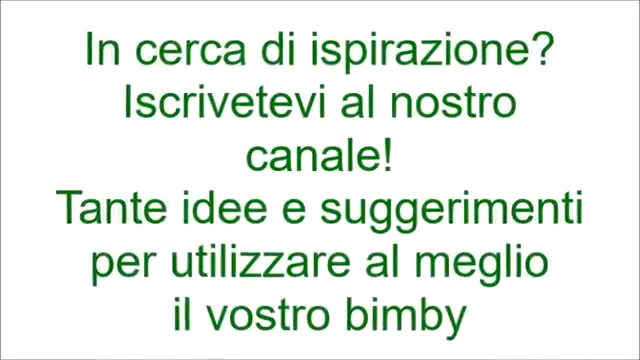 In cerca di ispirazione?
Iscrivetevi al nostro
canale!
Tante idee e suggerimenti
per utilizzare al meglio
il vostro bimby